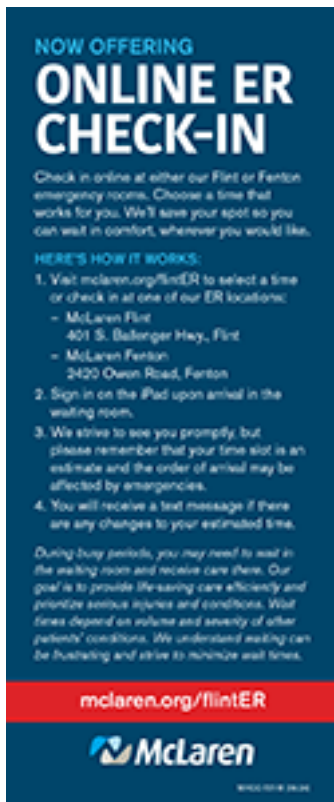 NOW OFFERING
ONLINE ER
CHECK-IN
Check in online at either our Flint or Fenton
emergency rooms. Choose a time that
works for you. We'll save your spot so you
can wait in comfort, wherever you would like.
HERE'S HOW IT WORKS:
1. Visit mclaren.org/flintER to select a time
or check in at one of our ER locations:
– McLaren Flint
401 S. Ballenger Hwy., Flint
– McLaren Fenton
2420 Owen Road, Fenton
2. Sign in on the iPad upon arrival in the
waiting room.
3. We strive to see you promptly, but
please remember that your time slot is an
estimate and the order of arrival may be
affected by emergencies.
4. You will receive a text message if there
are any changes to your estimated time.
During busy periods, you may need to wait in
the waiting room and receive care there. Our
goal is to provide life-saving care efficiently and
prioritize serious injuries and conditions. Wait
times depend on volume and severity of other
patients' conditions. We understand waiting can
be frustrating and strive to minimize wait times.
mclaren.org/flintER
McLaren